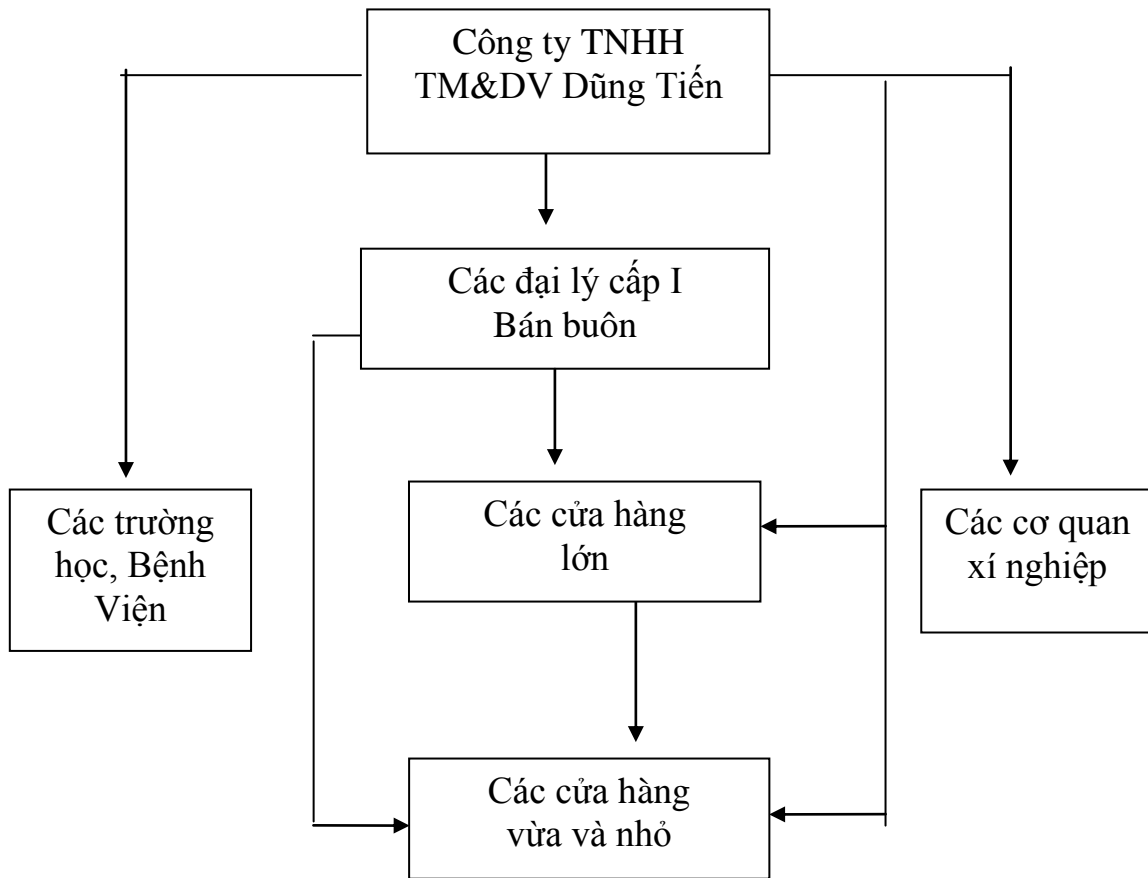 Công ty TNHH
TM&DV Dũng Tiến
Các đại lý cấp I
Bán buôn
Các trường
học, Bệnh
Viện
Các cửa hàng
lớn
Các cơ quan
xí nghiệp
Các cửa hàng
vừa và nhỏ